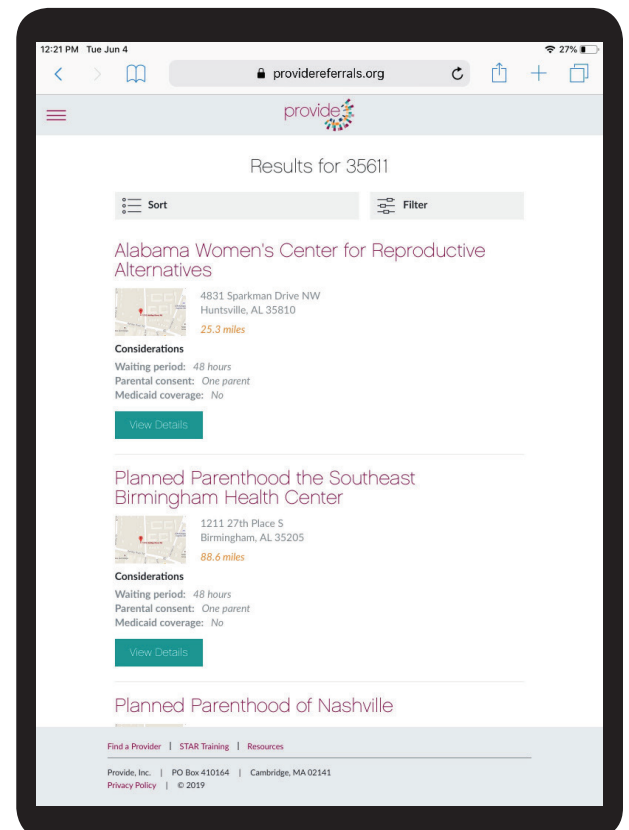 12:21 PM Tue Jun 4
27%
providereferrals.org
provide
Results for 35611
Sort
Filter
Alabama Women's Center for Reproductive
Alternatives
4831 Sparkman Drive NW
Huntsville, AL 35810
25.3 miles
Considerations
Waiting period: 48 hours
Parental consent: One parent
Medicaid coverage: No
View Details
Planned Parenthood the Southeast
Birmingham Health Center
1211 27th Place S
Birmingham, AL 35205
88.6 miles
Considerations
Waiting period: 48 hours
Parental consent: One parent
Medicaid coverage: No
View Details
Planned Parenthood of Nashville
Find a Provider | STAR Training | Resources
Provide, Inc. | PO Box 410164 | Cambridge, MA 02141
Privacy Policy | © 2019